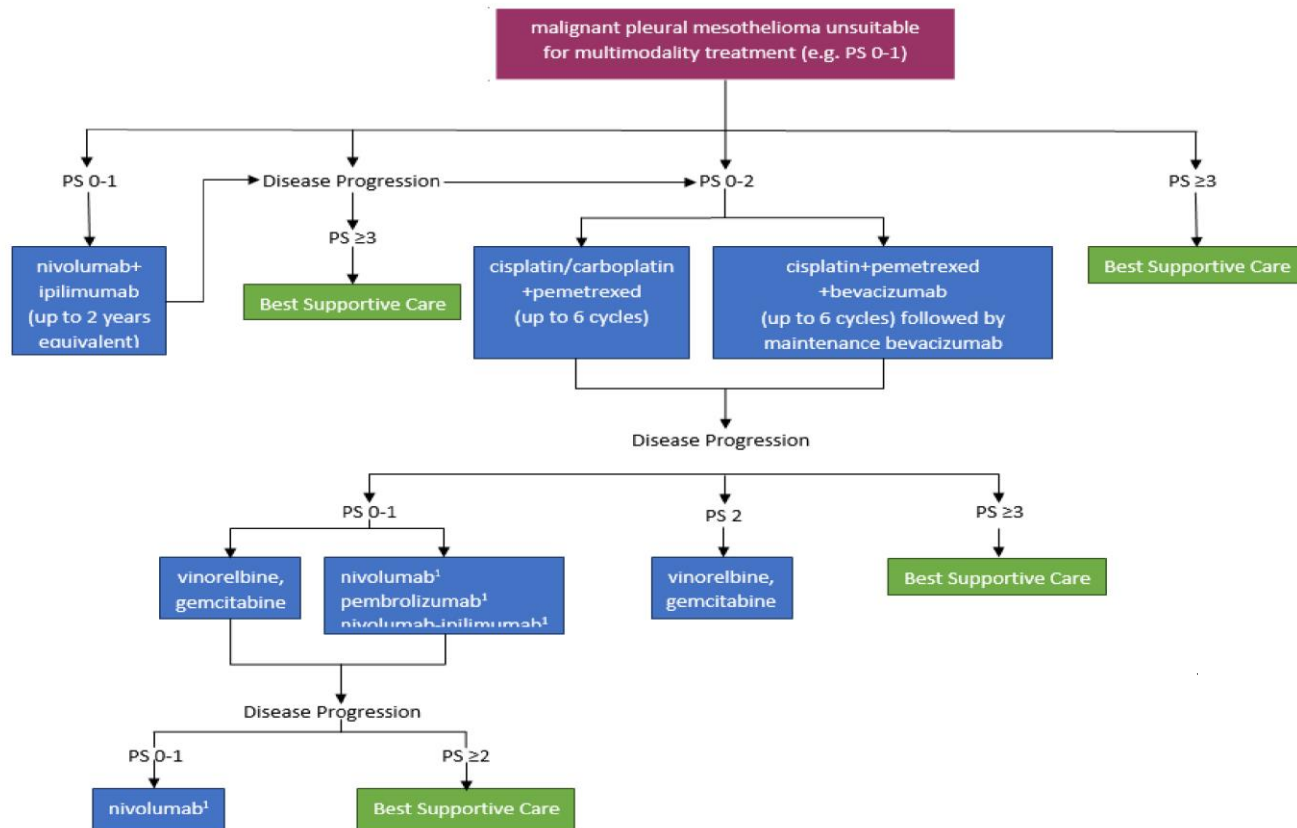 malignant pleural mesothelioma unsuitable
for multimodality treatment (e.g. PS 0-1)
PS 0-1
Disease Progression
PS 0-2
PS ≥3
PS ≥3
nivolumab+
ipilimumab
(up to 2 years
equivalent)
Best Supportive Care
cisplatin/carboplatin
+pemetrexed
(up to 6 cycles)
cisplatin+pemetrexed
+bevacizumab
(up to 6 cycles) followed by
maintenance bevacizumab
Best Supportive Care
Disease Progression
PS 0-1
PS 2
PS ≥3
vinorelbine,
gemcitabine
nivolumab¹
pembrolizumab¹
nivolumab-ipilimumab¹
vinorelbine,
gemcitabine
Best Supportive Care
Disease Progression
PS 0-1
PS ≥2
nivolumab¹
Best Supportive Care